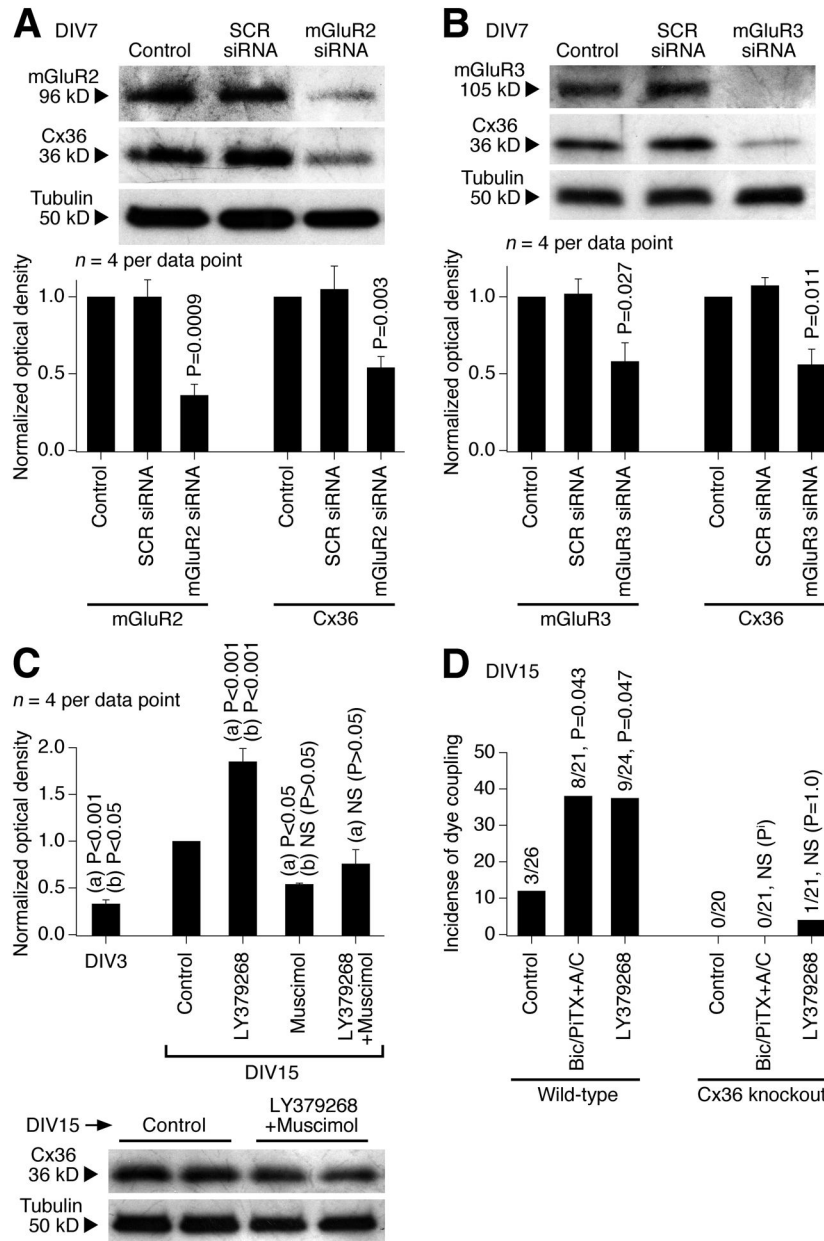 A DIV7
Control
SCR
siRNA
mGluR2
siRNA
mGluR2
96 kD
Cx36
36 kD
Tubulin
50 kD
n = 4 per data point
Normalized optical density
1.0
0.5
0.0
P=0.0009
P=0.003
Control
SCR siRNA
mGluR2 siRNA
Control
SCR siRNA
mGluR2 siRNA
mGluR2
Cx36
B DIV7
Control
SCR
siRNA
mGluR3
siRNA
mGluR3
105 kD
Cx36
36 kD
Tubulin
50 kD
n = 4 per data point
Normalized optical density
1.0
0.5
0.0
P=0.027
P=0.011
Control
SCR siRNA
mGluR3 siRNA
Control
SCR siRNA
mGluR3 siRNA
mGluR3
Cx36
C
n = 4 per data point
Normalized optical density
2.0
1.5
1.0
0.5
0.0
(a) P<0.001
(b) P<0.05
(a) P<0.001
(b) P<0.001
(a) P<0.05
(b) NS (P>0.05)
(a) NS (P>0.05)
DIV3
Control
LY379268
Muscimol
LY379268
+Muscimol
DIV15
DIV15
Control
LY379268
+Muscimol
Cx36
36 kD
Tubulin
50 kD
D DIV15
Incidense of dye coupling
50
40
30
20
10
0
3/26
8/21, P=0.043
9/24, P=0.047
0/20
0/21, NS (Pⁱ)
1/21, NS (P=1.0)
Control
Bic/PiTX+A/C
LY379268
Control
Bic/PiTX+A/C
LY379268
Wild-type
Cx36 knockout